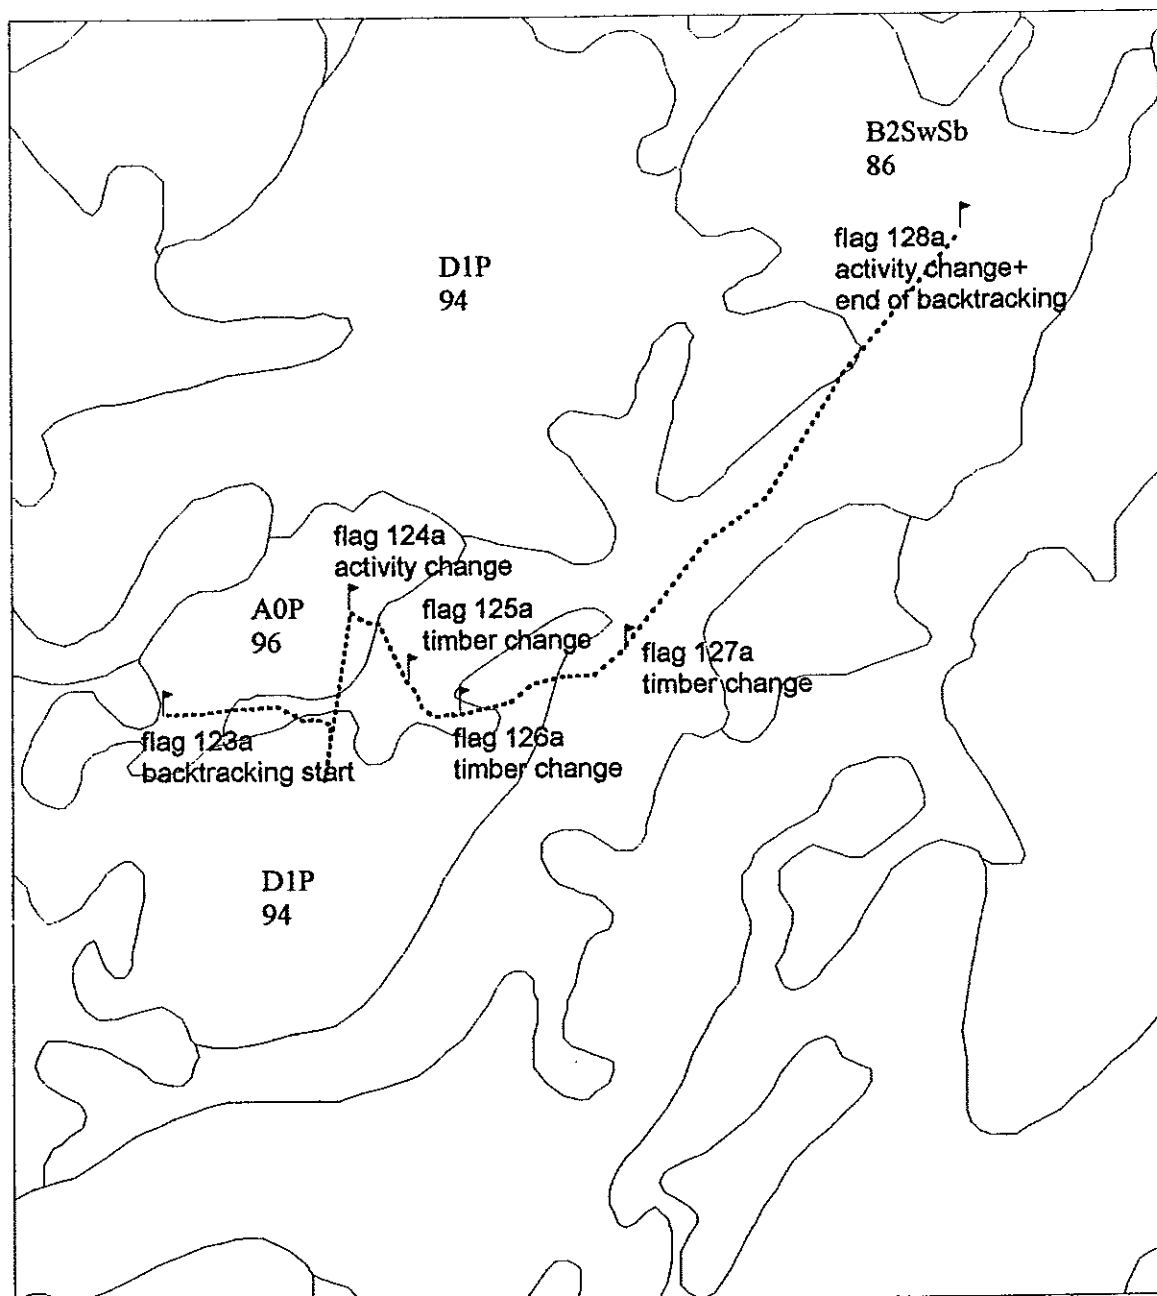 B2SwSb
86
flag 128a
activity change+
end of backtracking
D1P
94
flag 124a
activity change
A0P
96
flag 125a
timber change
flag 127a
timber change
flag 123a
backtracking start
flag 126a
timber change
D1P
94